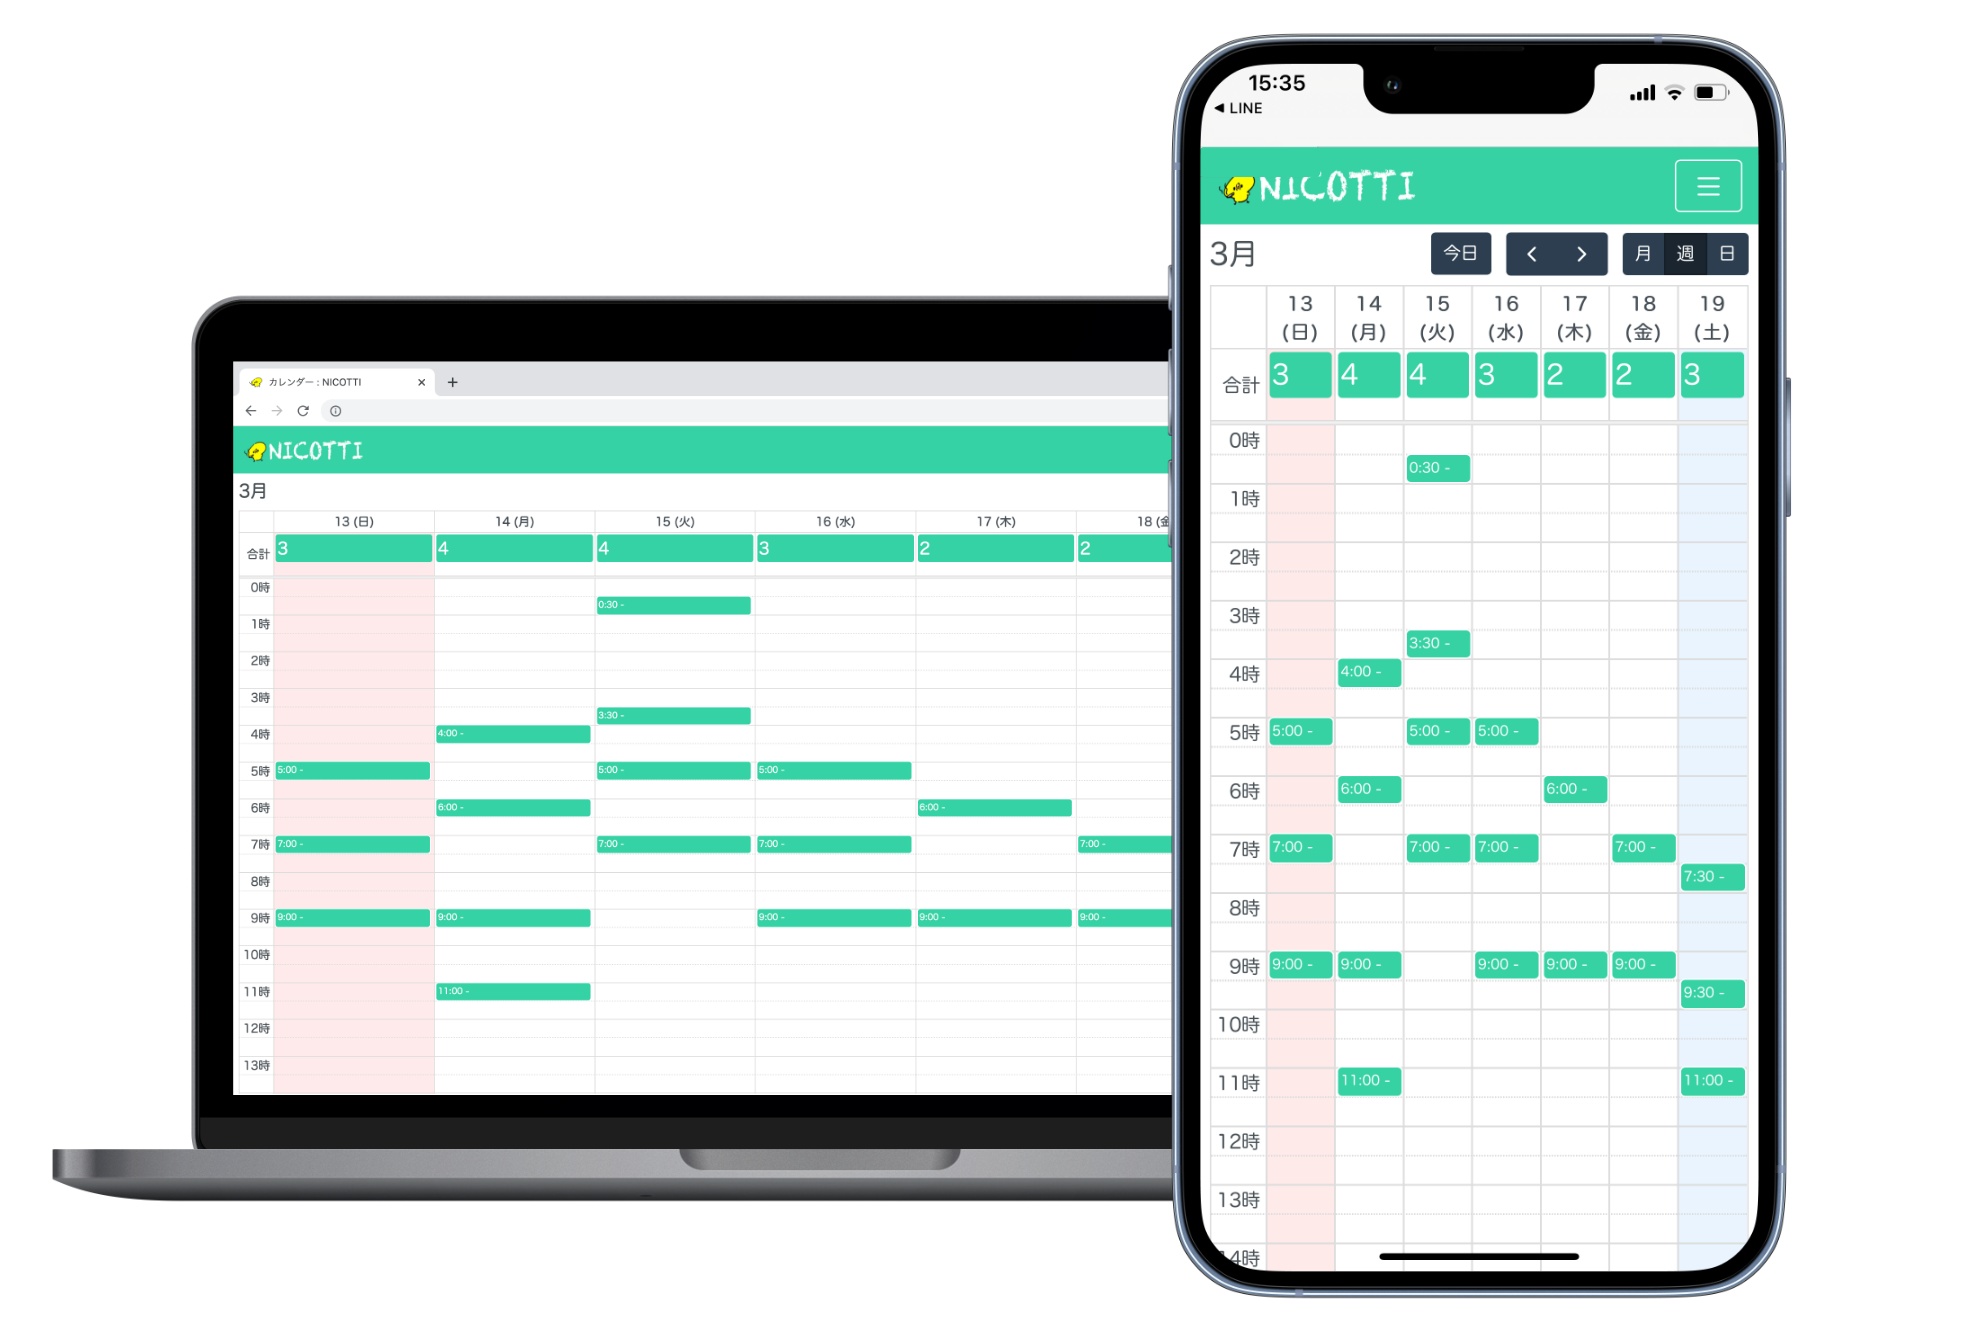 カレンダー : NICOTTI
NICOTTI
3月
13 (日) 14 (月) 15 (火) 16 (水) 17 (木) 18 (金
合計 3 4 4 3 2 2
0時
0:30 -
1時
2時
3時
3:30 -
4時 4:00 -
5時 5:00 - 5:00 - 5:00 -
6時 6:00 - 6:00 -
7時 7:00 - 7:00 - 7:00 - 7:00 -
8時
9時 9:00 - 9:00 - 9:00 - 9:00 - 9:00 -
10時
11時 11:00 -
12時
13時
15:35
LINE
NICOTTI
3月 今日 月 週 日
13 14 15 16 17 18 19
(日) (月) (火) (水) (木) (金) (土)
合計 3 4 4 3 2 2 3
0時
0:30 -
1時
2時
3時
3:30 -
4時 4:00 -
5時 5:00 - 5:00 - 5:00 -
6時 6:00 - 6:00 -
7時 7:00 - 7:00 - 7:00 - 7:00 -
7:30 -
8時
9時 9:00 - 9:00 - 9:00 - 9:00 - 9:00 -
9:30 -
10時
11時 11:00 - 11:00 -
12時
13時
14時